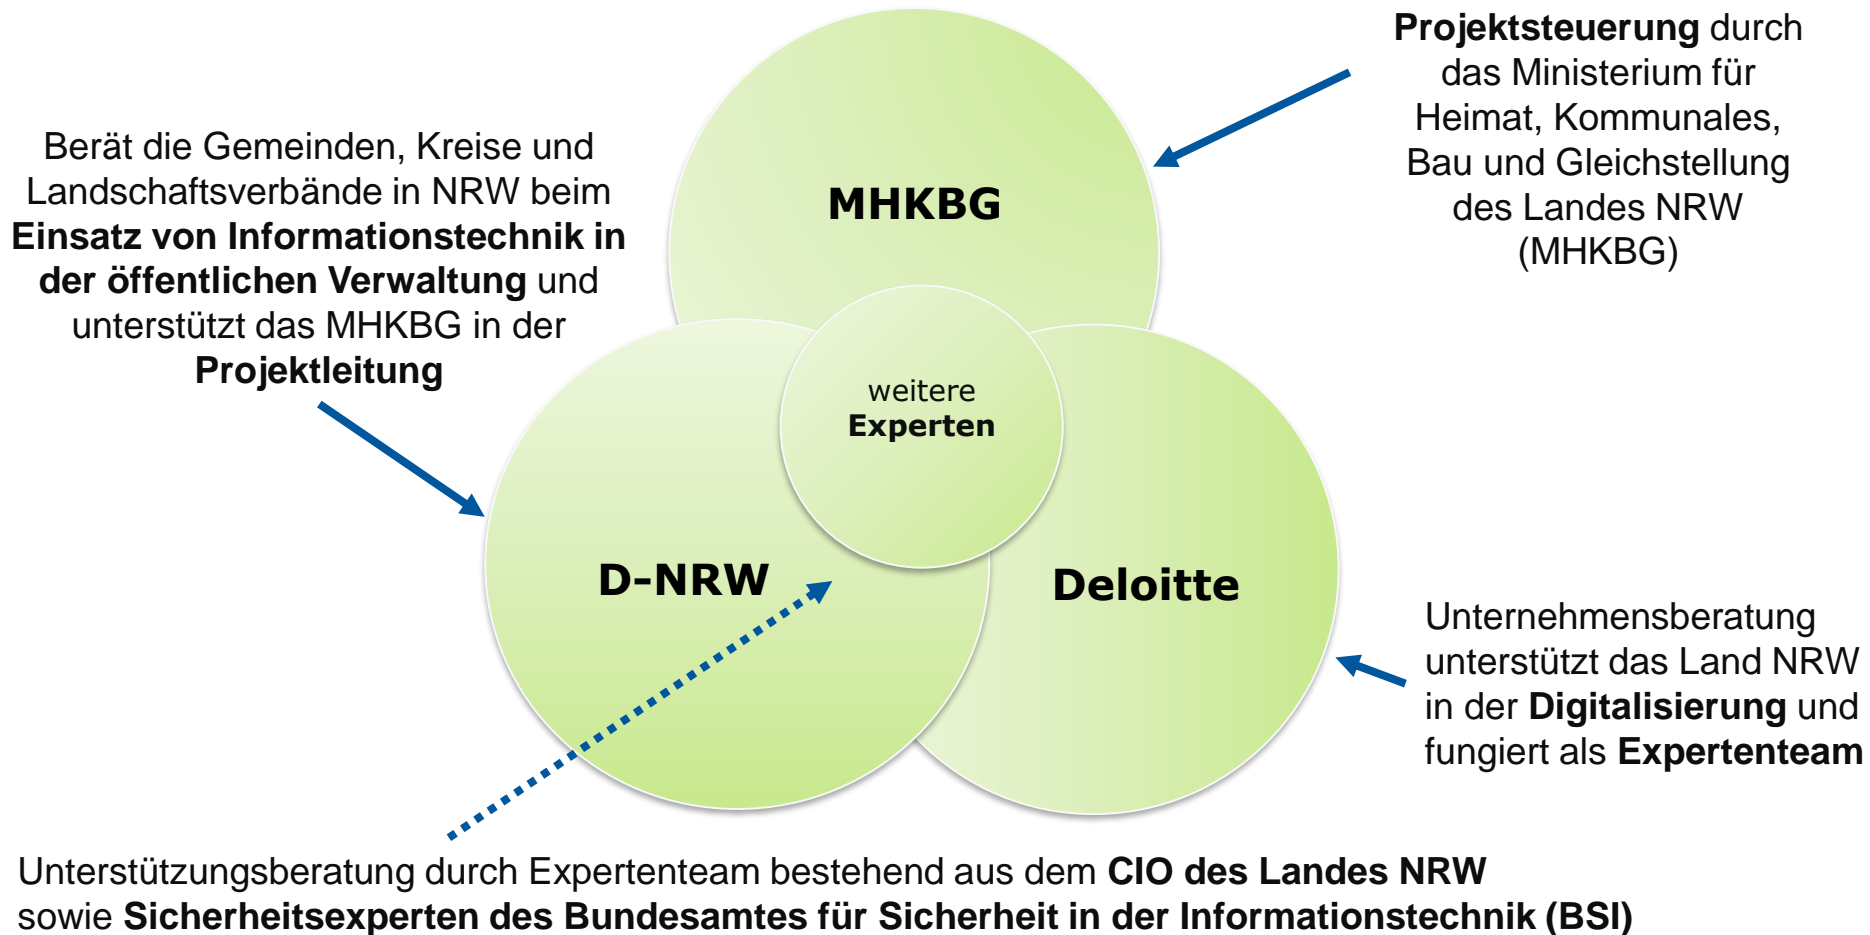 Projektsteuerung durch
das Ministerium für
Heimat, Kommunales,
Bau und Gleichstellung
des Landes NRW
(MHKBG)
Berät die Gemeinden, Kreise und
Landschaftsverbände in NRW beim
Einsatz von Informationstechnik in
der öffentlichen Verwaltung und
unterstützt das MHKBG in der
Projektleitung
MHKBG
weitere
Experten
D-NRW
Deloitte
Unternehmensberatung
unterstützt das Land NRW
in der Digitalisierung und
fungiert als Expertenteam
Unterstützungsberatung durch Expertenteam bestehend aus dem CIO des Landes NRW
sowie Sicherheitsexperten des Bundesamtes für Sicherheit in der Informationstechnik (BSI)